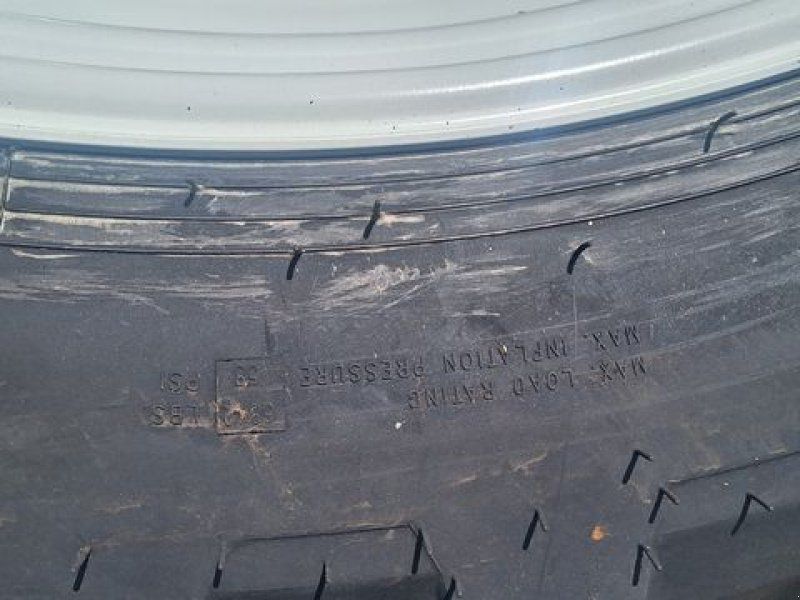 MAX. LOAD RATING LBS
MAX. INFLATION PRESSURE PSI